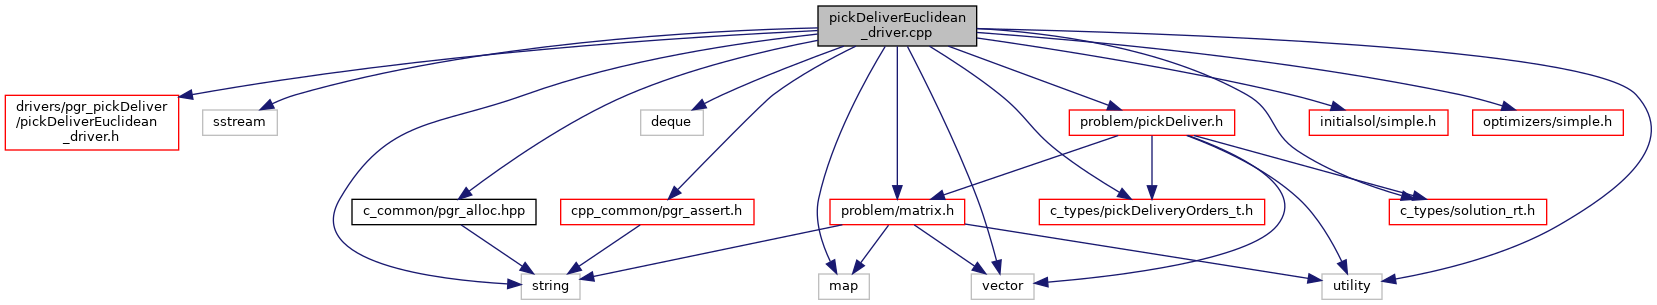 pickDeliverEuclidean
_driver.cpp
drivers/pgr_pickDeliver
/pickDeliverEuclidean
_driver.h
sstream
deque
problem/pickDeliver.h
initialsol/simple.h
optimizers/simple.h
c_common/pgr_alloc.hpp
cpp_common/pgr_assert.h
problem/matrix.h
c_types/pickDeliveryOrders_t.h
c_types/solution_rt.h
string
map
vector
utility